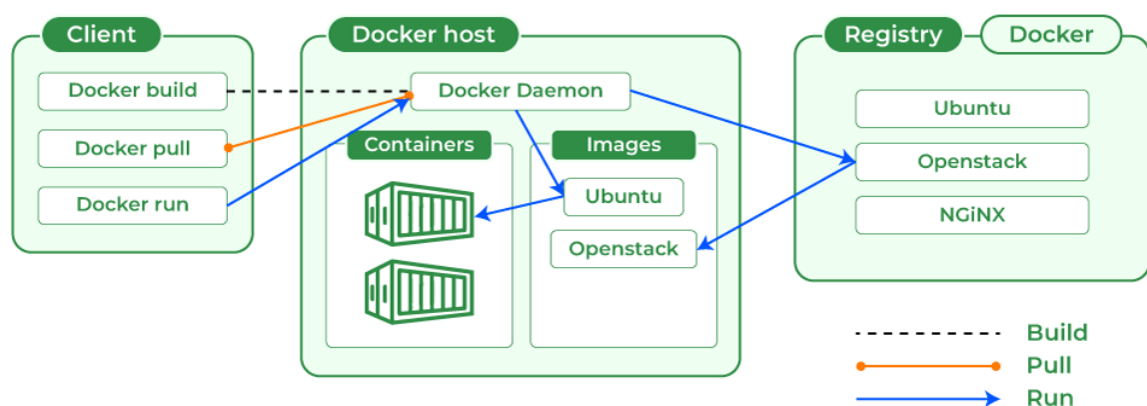 Client
Docker build
Docker pull
Docker run
Docker host
Docker Daemon
Containers
Images
Ubuntu
Openstack
Registry
Docker
Ubuntu
Openstack
NGiNX
Build
Pull
Run